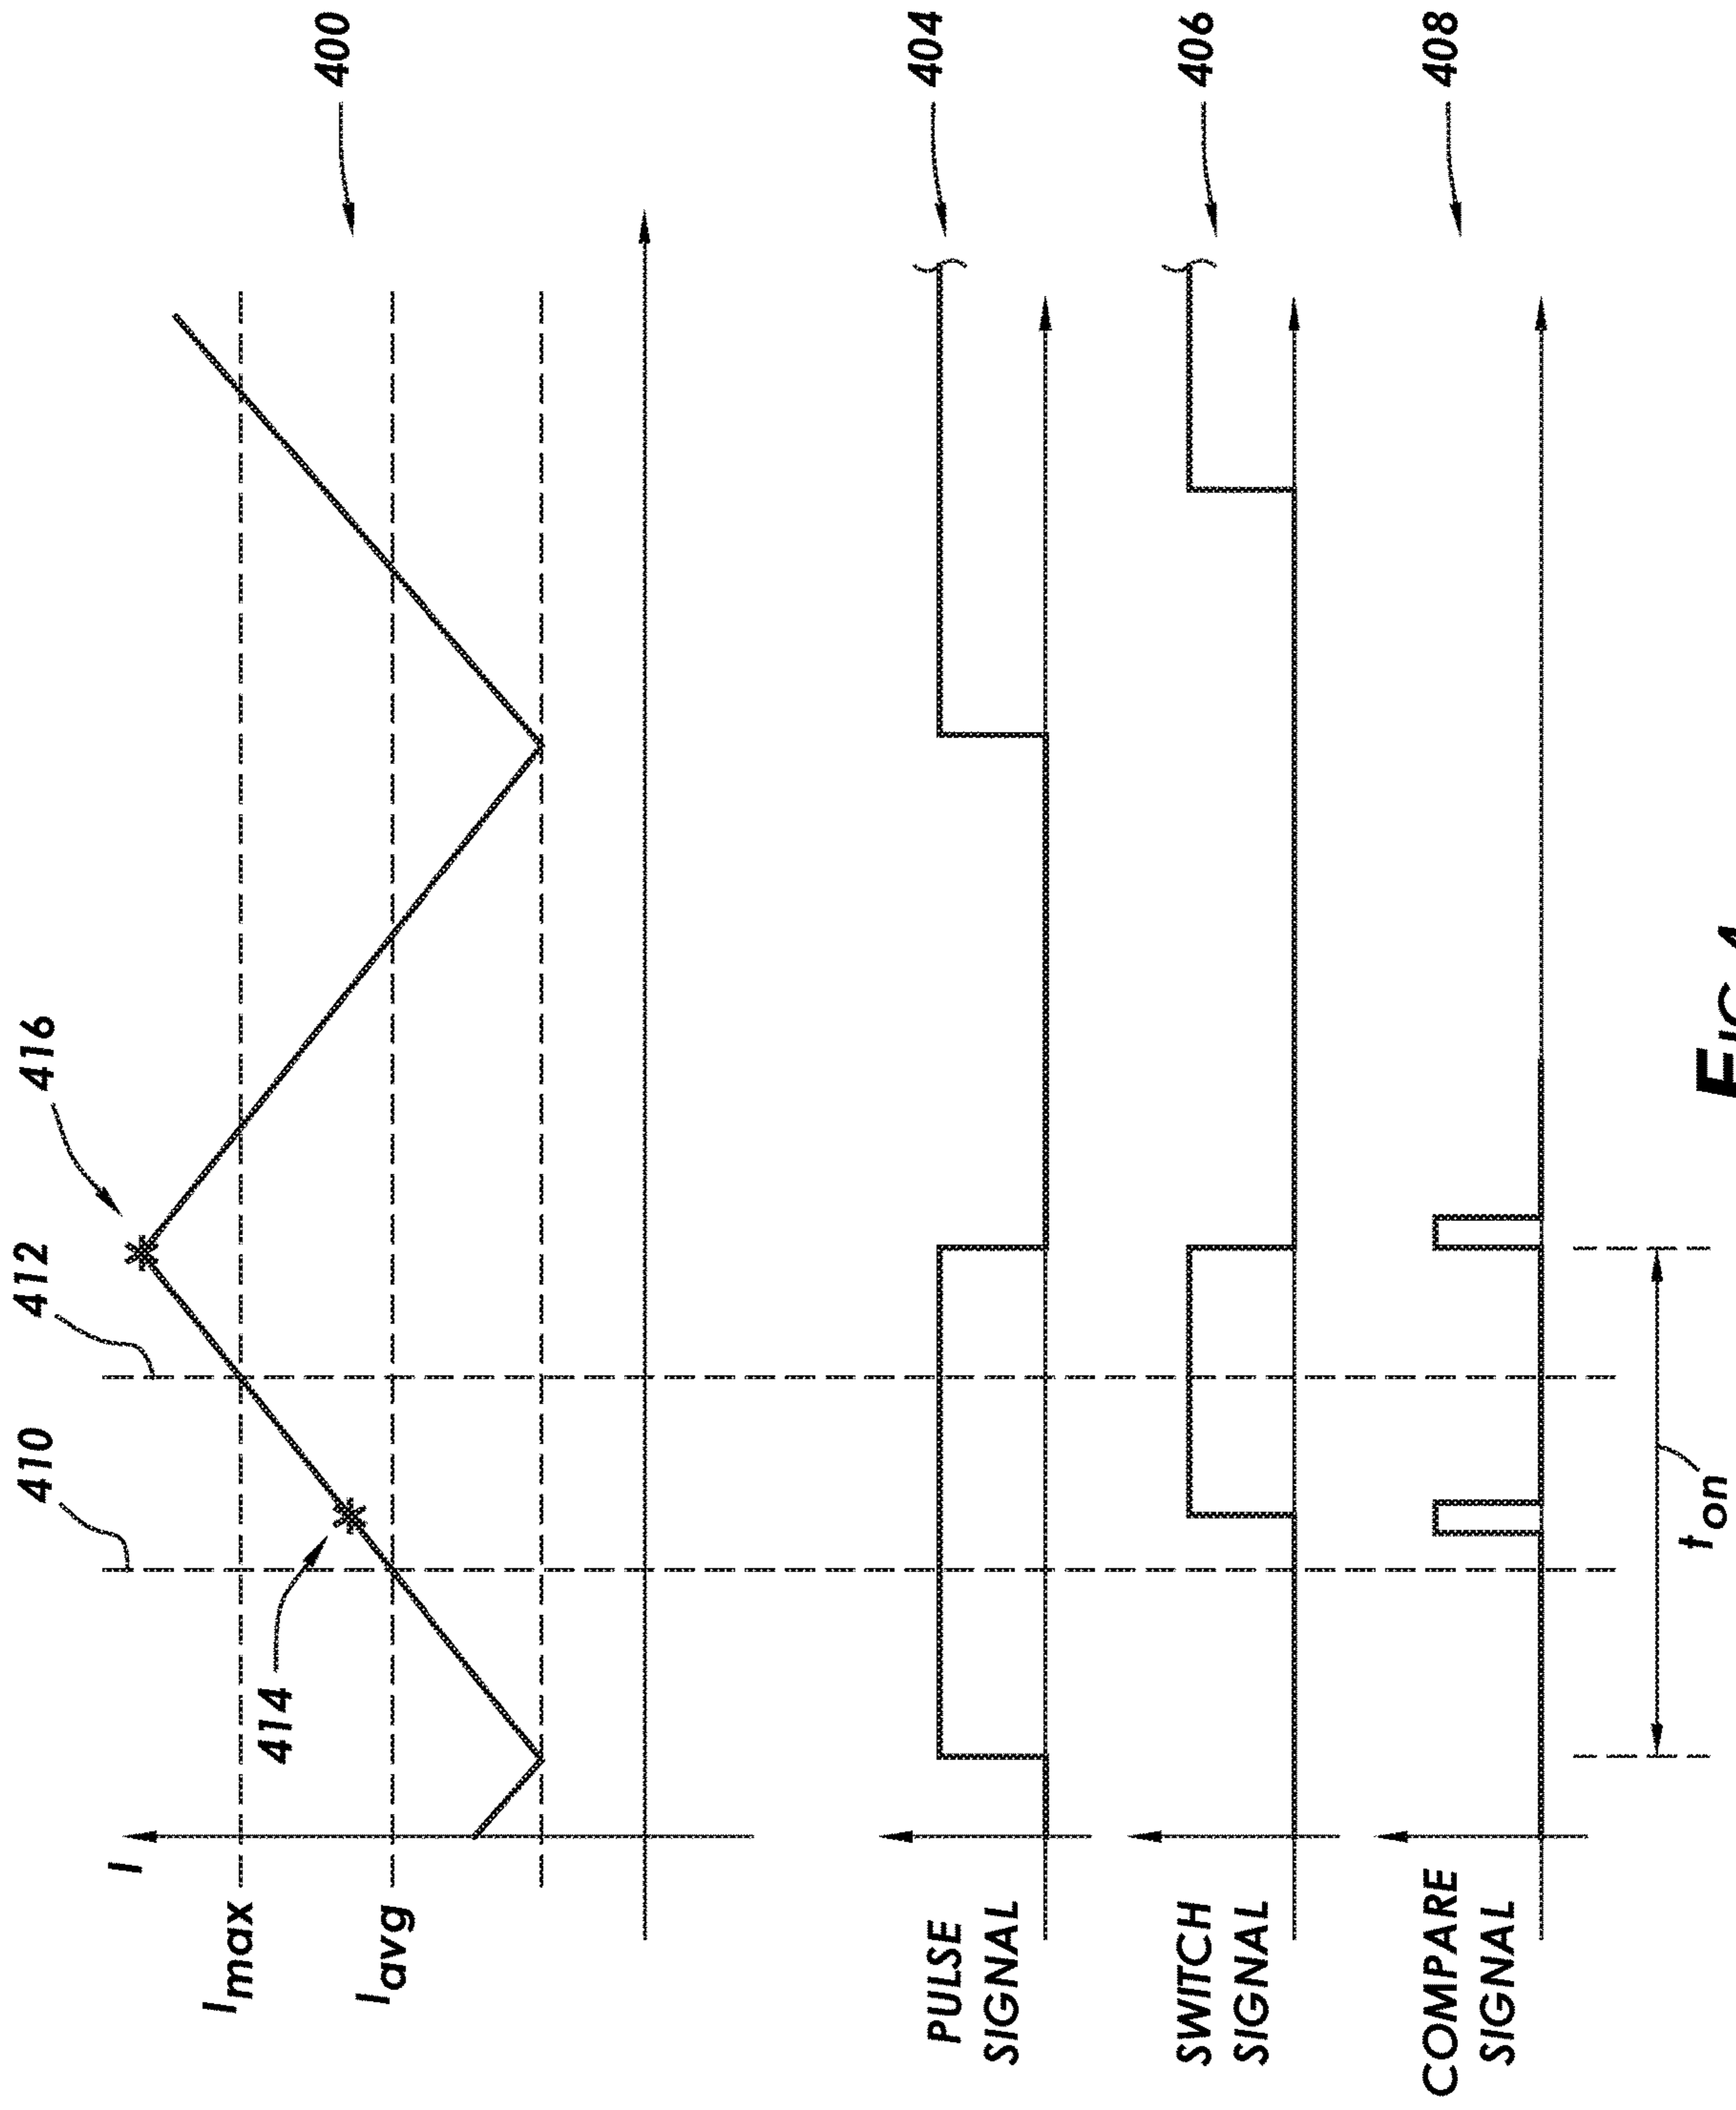 400
416
412
410
414
I
Imax
Iavg
404
PULSE
SIGNAL
406
SWITCH
SIGNAL
408
COMPARE
SIGNAL
ton